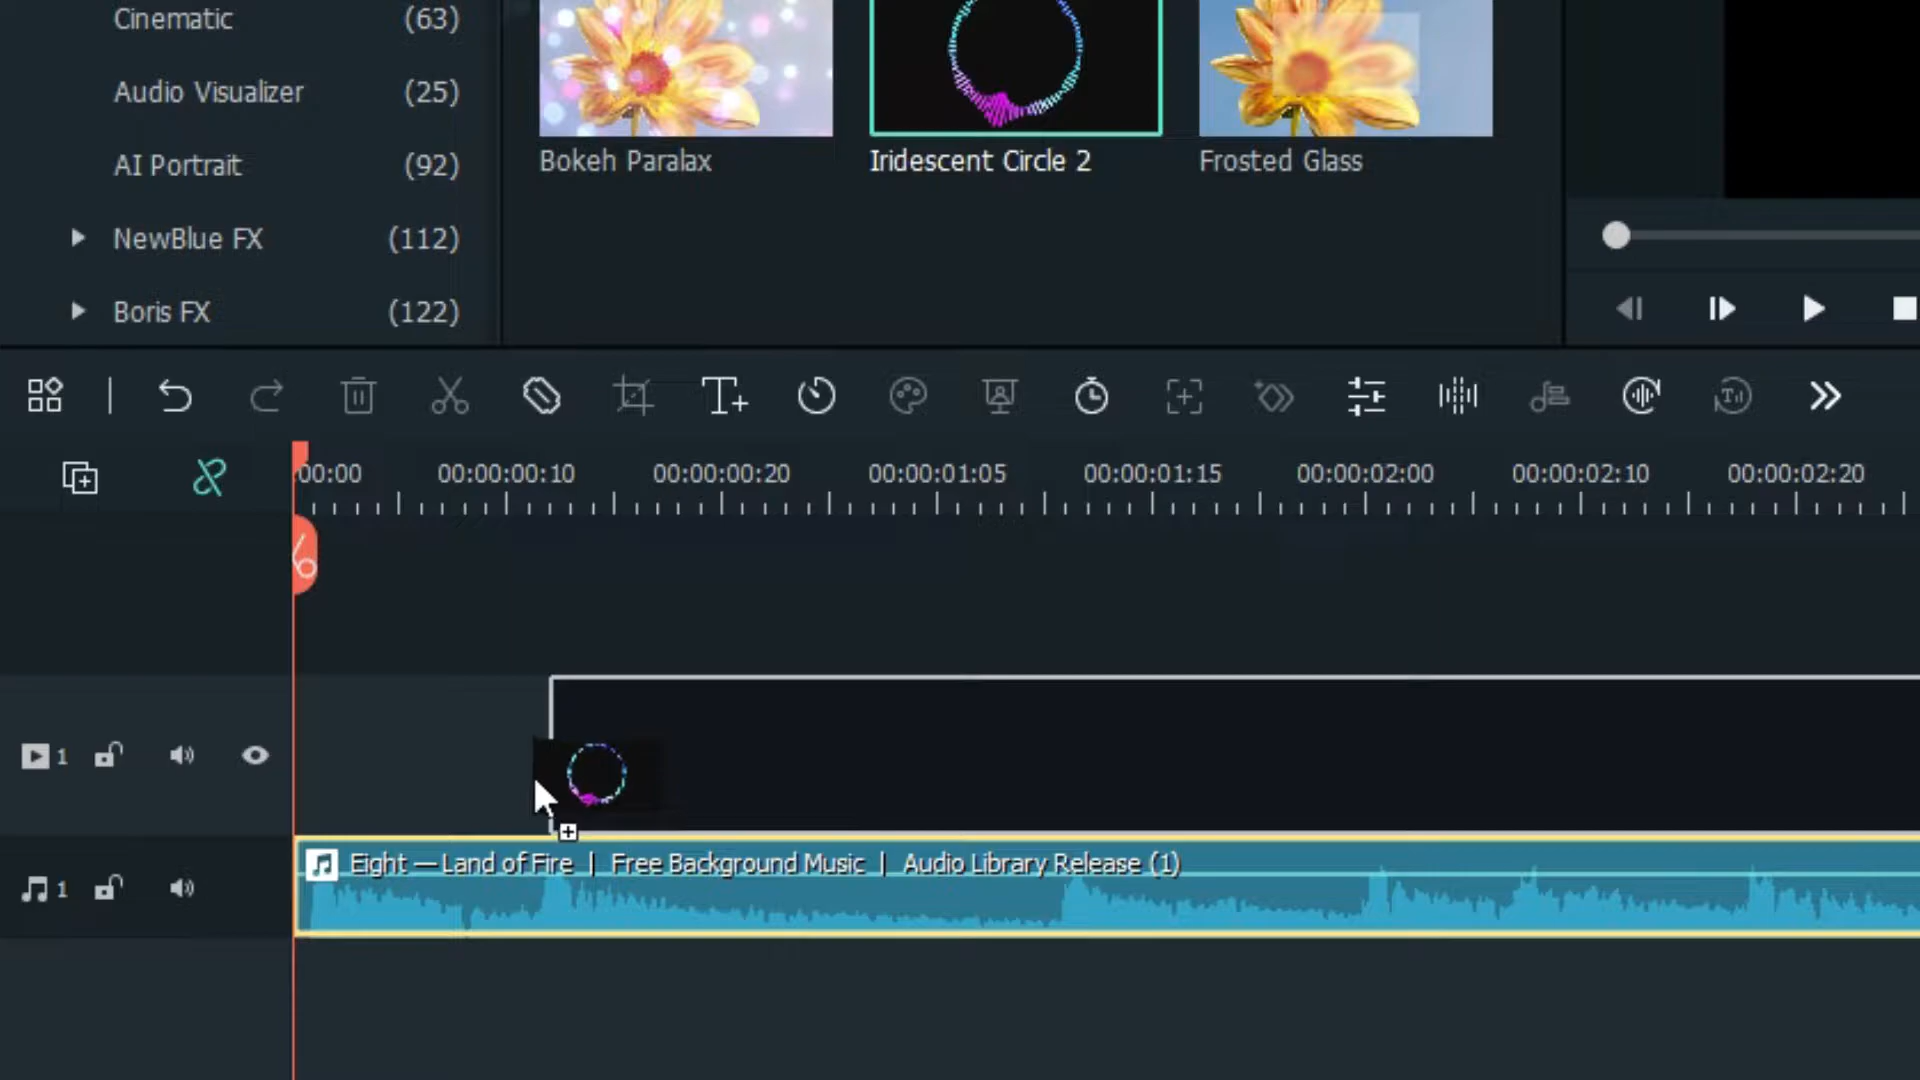 Cinematic (63)
Audio Visualizer (25)
AI Portrait (92)
NewBlue FX (112)
Boris FX (122)
Bokeh Paralax
Iridescent Circle 2
Frosted Glass
:00:00 00:00:00:10 00:00:00:20 00:00:01:05 00:00:01:15 00:00:02:00 00:00:02:10 00:00:02:20
1
Eight — Land of Fire | Free Background Music | Audio Library Release (1)
1